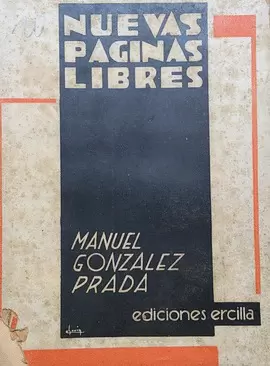 NUEVAS
PAGINAS
LIBRES
MANUEL
GONZALEZ
PRADA
ediciones ercilla